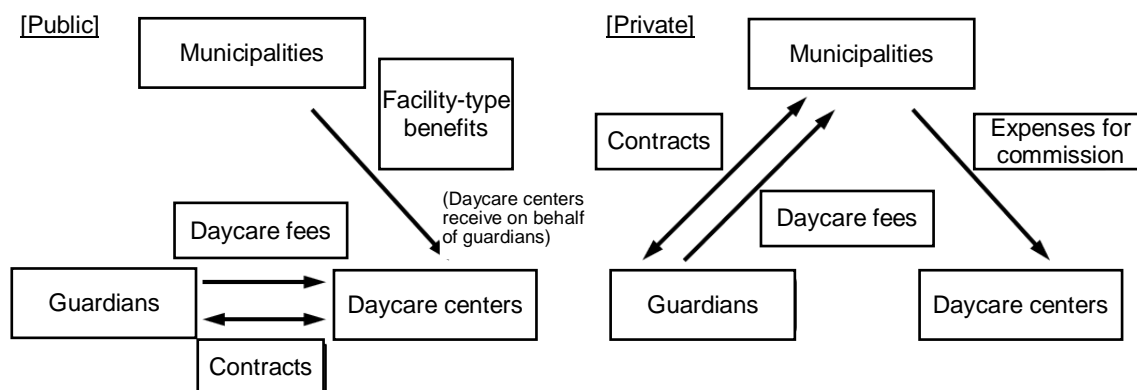 [Public]
Municipalities
Facility-type
benefits
(Daycare centers
receive on behalf
of guardians)
Daycare fees
Guardians
Daycare centers
Contracts
[Private]
Municipalities
Contracts
Expenses for
commission
Daycare fees
Guardians
Daycare centers